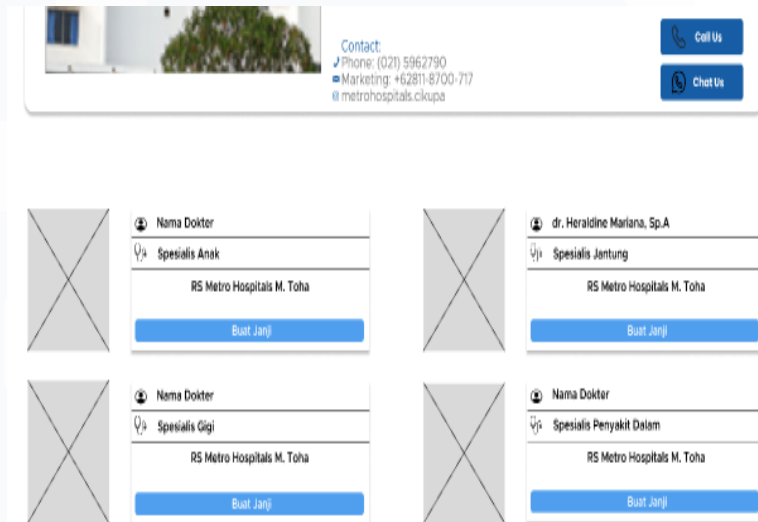 Contact:
Phone: (021) 5962790
Marketing: +62811-8700-717
metrohospitals.cikupa
Call Us
Chat Us
Nama Dokter
Spesialis Anak
RS Metro Hospitals M. Toha
Buat Janji
dr. Heraldine Mariana, Sp.A
Spesialis Jantung
RS Metro Hospitals M. Toha
Buat Janji
Nama Dokter
Spesialis Gigi
RS Metro Hospitals M. Toha
Buat Janji
Nama Dokter
Spesialis Penyakit Dalam
RS Metro Hospitals M. Toha
Buat Janji